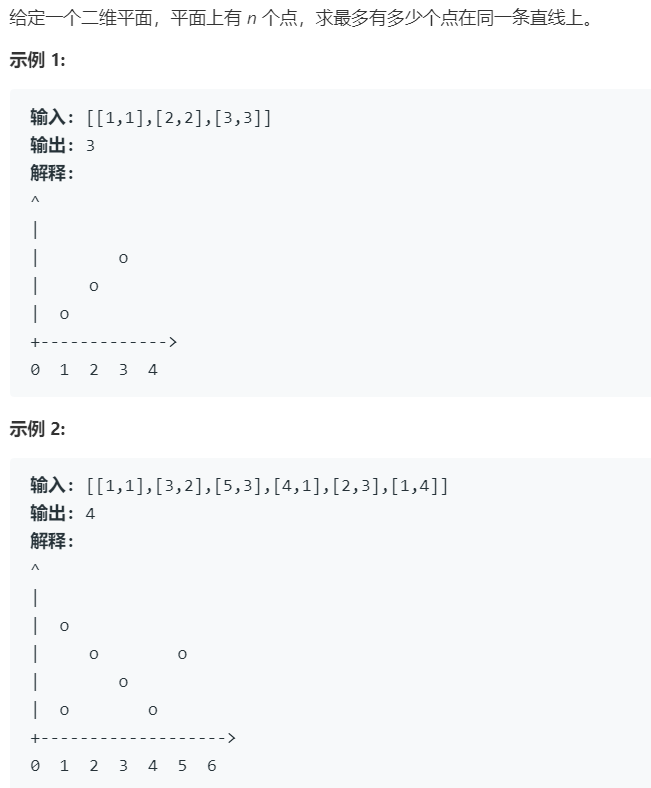 给定一个二维平面，平面上有 n 个点，求最多有多少个点在同一条直线上。
示例 1:
输入: [[1,1],[2,2],[3,3]]
输出: 3
解释:
^
|
|        o
|     o
|  o
+------------->
0  1  2  3  4
示例 2:
输入: [[1,1],[3,2],[5,3],[4,1],[2,3],[1,4]]
输出: 4
解释:
^
|
|  o
|     o        o
|        o
|  o        o
+------------------->
0  1  2  3  4  5  6